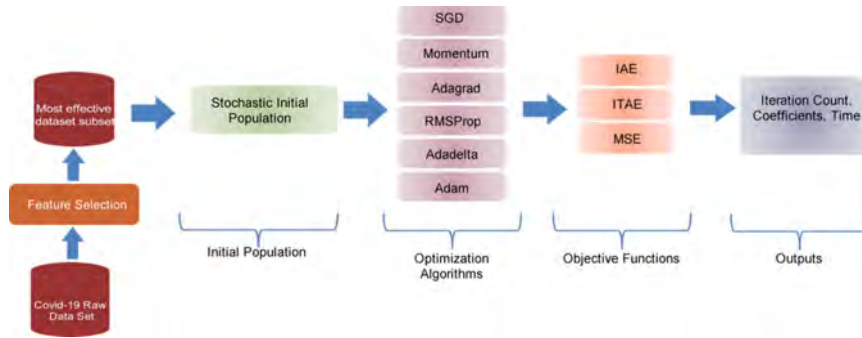 Most effective
dataset subset
Feature Selection
Covid-19 Raw
Data Set
Stochastic Initial
Population
Initial Population
SGD
Momentum
Adagrad
RMSProp
Adadelta
Adam
Optimization
Algorithms
IAE
ITAE
MSE
Objective Functions
Iteration Count,
Coefficients, Time
Outputs